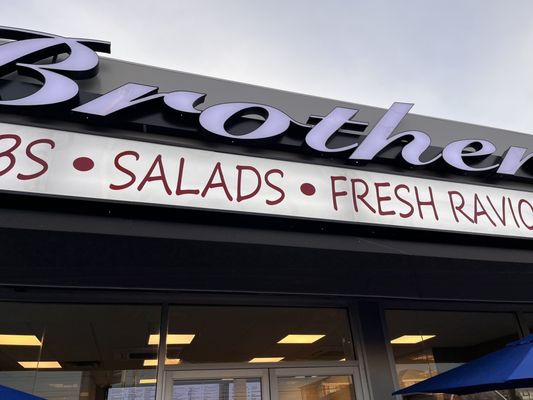 Brother
BS • SALADS • FRESH RAVIO